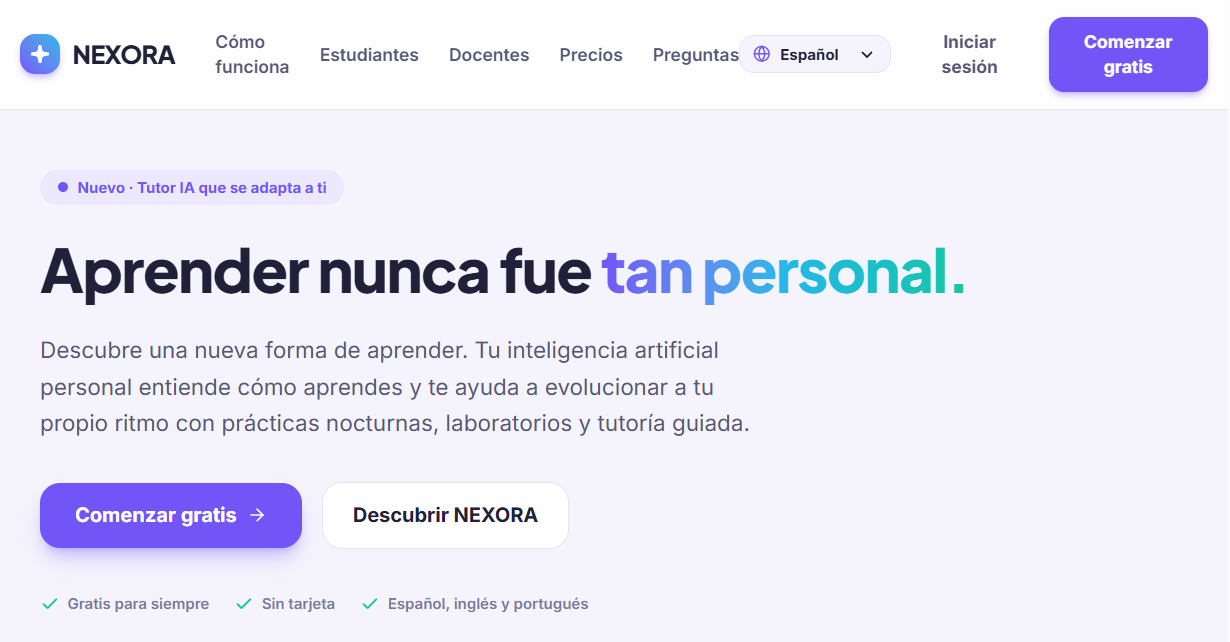 NEXORA
Cómo
funciona
Estudiantes
Docentes
Precios
Preguntas
Español
Iniciar
sesión
Comenzar
gratis
Nuevo · Tutor IA que se adapta a ti
Aprender nunca fue tan personal.
Descubre una nueva forma de aprender. Tu inteligencia artificial
personal entiende cómo aprendes y te ayuda a evolucionar a tu
propio ritmo con prácticas nocturnas, laboratorios y tutoría guiada.
Comenzar gratis →
Descubrir NEXORA
Gratis para siempre
Sin tarjeta
Español, inglés y portugués